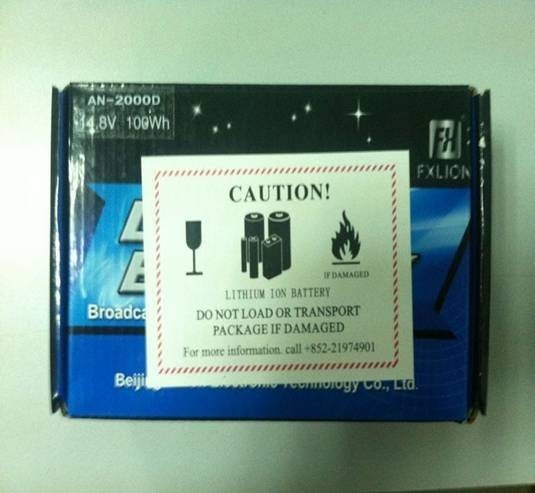 AN-2000D
14.8V 100Wh
FXLION
CAUTION!
IF DAMAGED
LITHIUM ION BATTERY
DO NOT LOAD OR TRANSPORT
PACKAGE IF DAMAGED
For more information. call +852-21974901
Technology Co., Ltd.